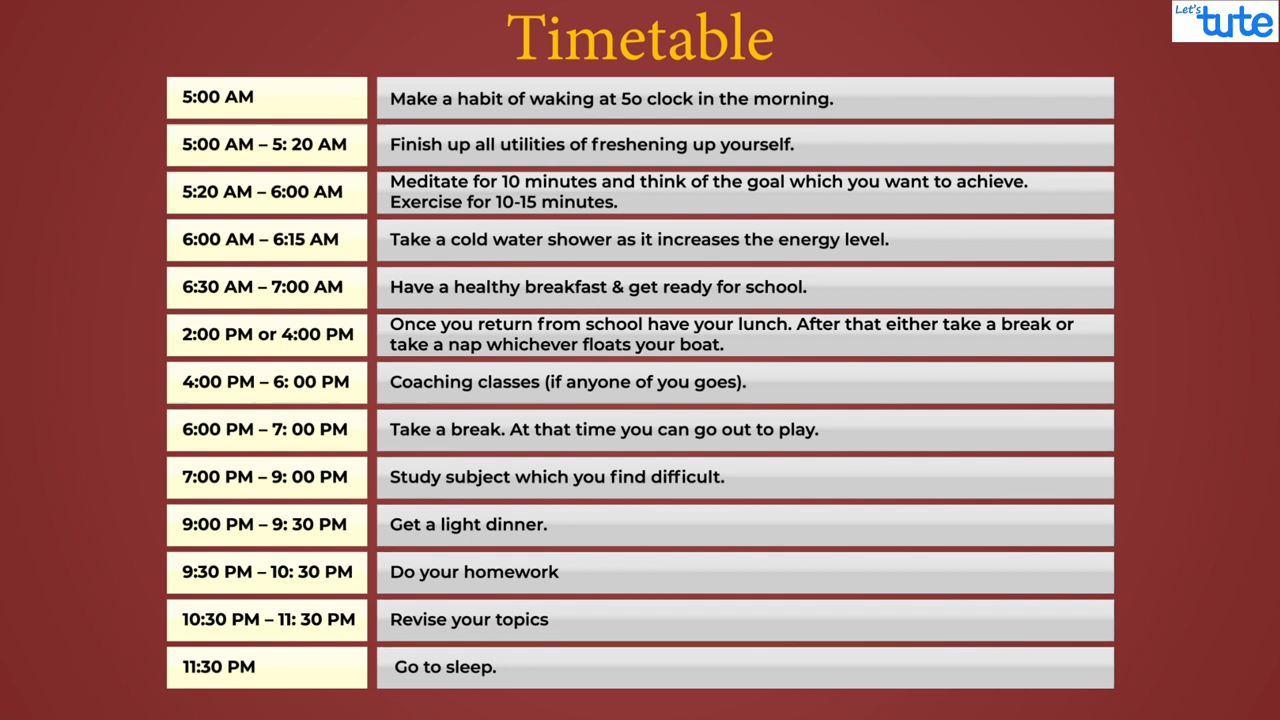 Timetable
Let's
tute
5:00 AM
Make a habit of waking at 5o clock in the morning.
5:00 AM – 5: 20 AM
Finish up all utilities of freshening up yourself.
5:20 AM – 6:00 AM
Meditate for 10 minutes and think of the goal which you want to achieve.
Exercise for 10-15 minutes.
6:00 AM – 6:15 AM
Take a cold water shower as it increases the energy level.
6:30 AM – 7:00 AM
Have a healthy breakfast & get ready for school.
2:00 PM or 4:00 PM
Once you return from school have your lunch. After that either take a break or
take a nap whichever floats your boat.
4:00 PM – 6: 00 PM
Coaching classes (if anyone of you goes).
6:00 PM – 7: 00 PM
Take a break. At that time you can go out to play.
7:00 PM – 9: 00 PM
Study subject which you find difficult.
9:00 PM – 9: 30 PM
Get a light dinner.
9:30 PM – 10: 30 PM
Do your homework
10:30 PM – 11: 30 PM
Revise your topics
11:30 PM
Go to sleep.